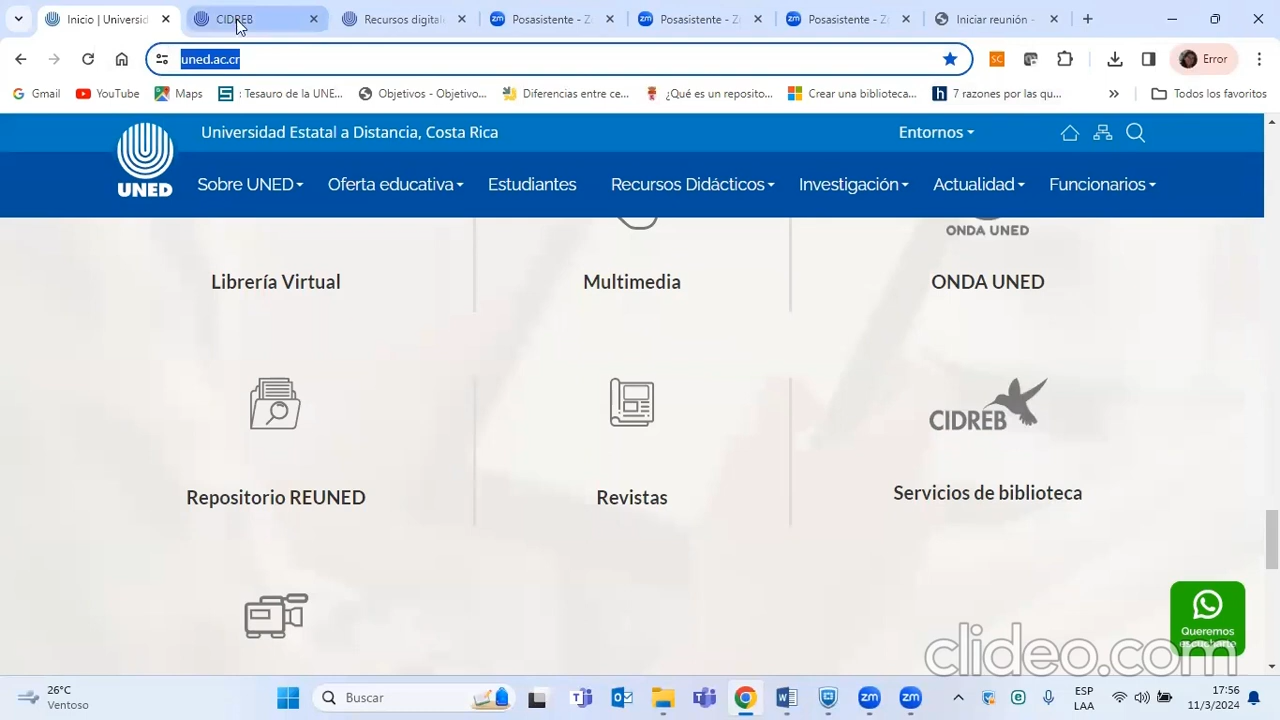 Inicio | Universi
CIDREB
Recursos digitale
Posasistente - Z
Posasistente - Z
Posasistente - Z
Iniciar reunión -
uned.ac.cr
Error
Gmail
YouTube
Maps
: Tesauro de la UNE...
Objetivos - Objetivo...
Diferencias entre ce...
¿Qué es un reposito...
Crear una biblioteca...
7 razones por las qu...
»
Todos los favoritos
Universidad Estatal a Distancia, Costa Rica
Entornos
UNED
Sobre UNED
Oferta educativa
Estudiantes
Recursos Didácticos
Investigación
Actualidad
Funcionarios
ONDA UNED
Librería Virtual
Multimedia
ONDA UNED
CIDREB
Repositorio REUNED
Revistas
Servicios de biblioteca
Queremos
escucharte
clideo.com
26°C
Ventoso
Buscar
ESP
LAA
17:56
11/3/2024